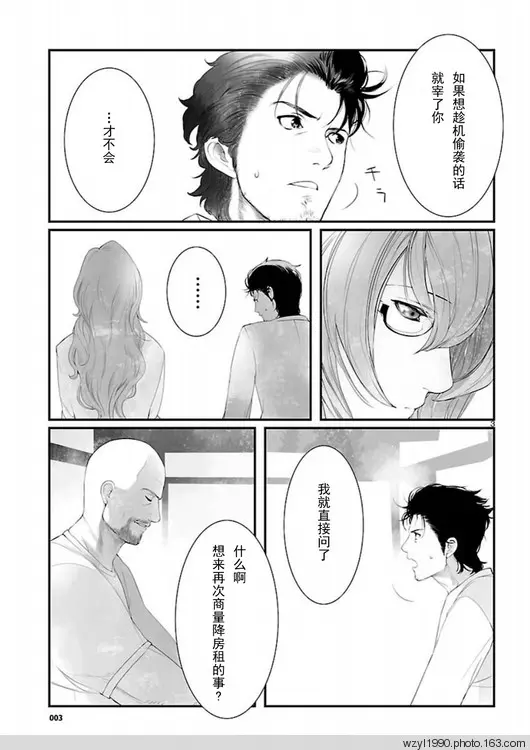 如果想趁机偷袭的话
就宰了你
チラ
…才不会
……
我就直接问了
什么啊
想来再次商量降房租的事？
003
wzyl1990.photo.163.com